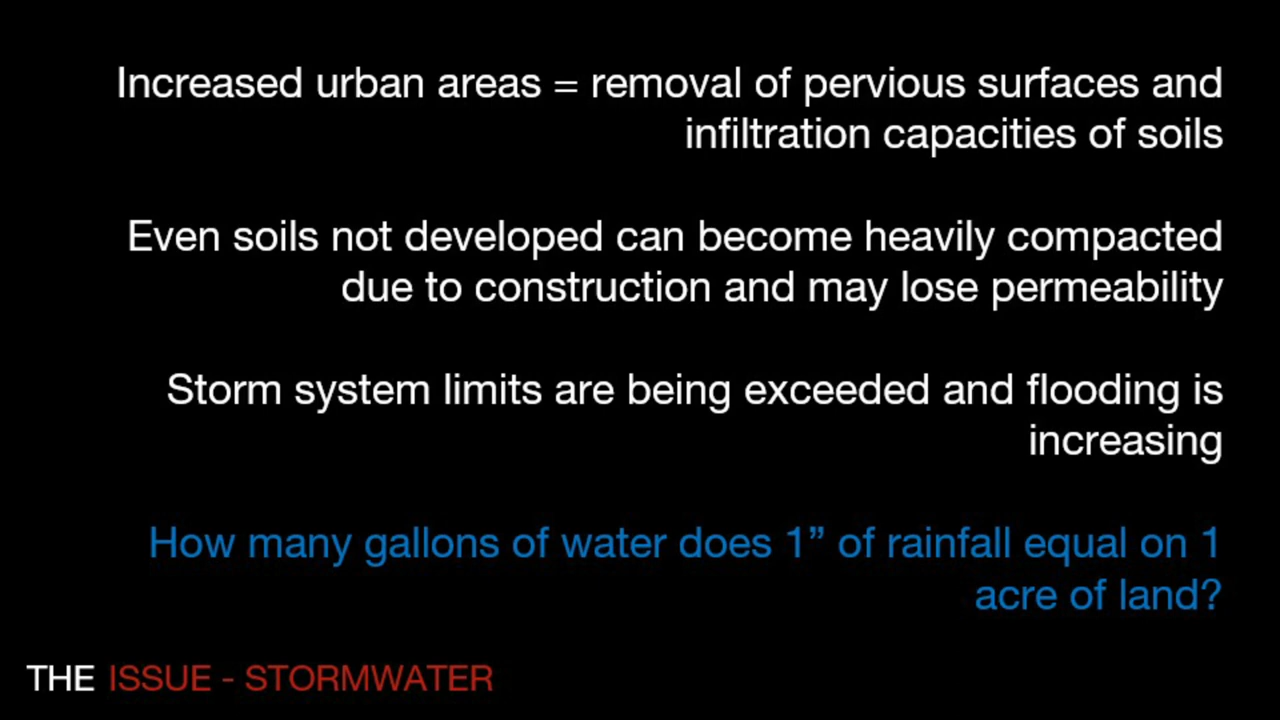 Increased urban areas = removal of pervious surfaces and
infiltration capacities of soils
Even soils not developed can become heavily compacted
due to construction and may lose permeability
Storm system limits are being exceeded and flooding is
increasing
How many gallons of water does 1” of rainfall equal on 1
acre of land?
THE ISSUE - STORMWATER